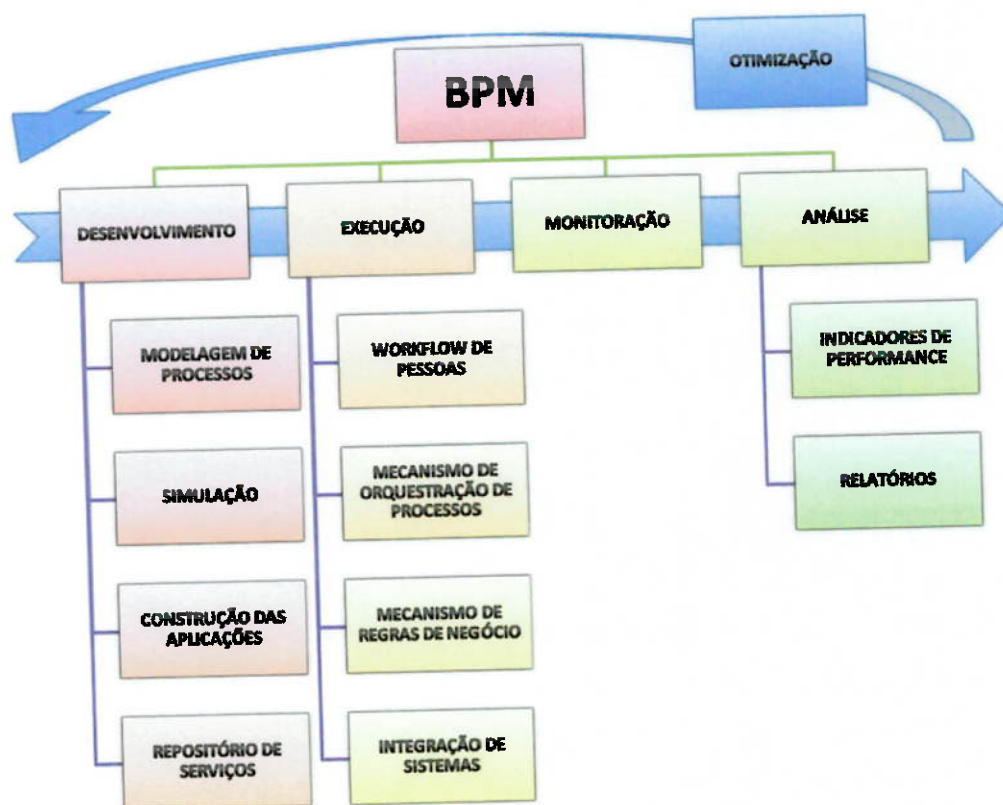 OTIMIZAÇÃO
BPM
DESENVOLVIMENTO
EXECUÇÃO
MONITORAÇÃO
ANÁLISE
MODELAGEM DE
PROCESSOS
SIMULAÇÃO
CONSTRUÇÃO DAS
APLICAÇÕES
REPOSITÓRIO DE
SERVIÇOS
WORKFLOW DE
PESSOAS
MECANISMO DE
ORQUESTRAÇÃO DE
PROCESSOS
MECANISMO DE
REGRAS DE NEGÓCIO
INTEGRAÇÃO DE
SISTEMAS
INDICADORES DE
PERFORMANCE
RELATÓRIOS